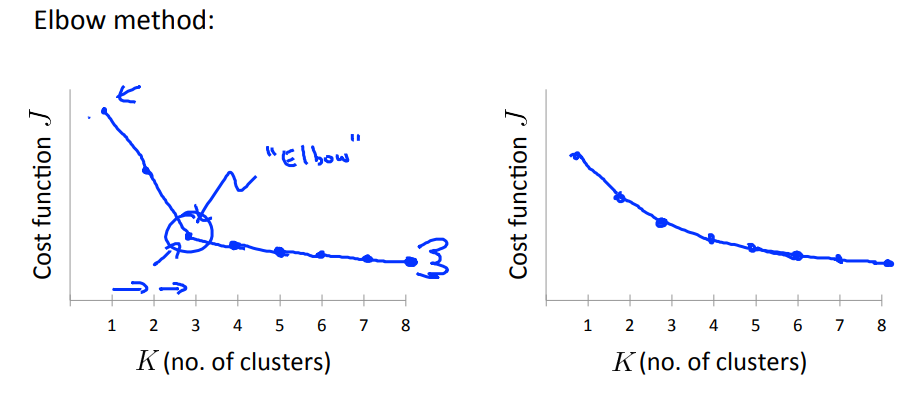 Elbow method:
"Elbow"
Cost function J
1 2 3 4 5 6 7 8
K (no. of clusters)
Cost function J
1 2 3 4 5 6 7 8
K (no. of clusters)